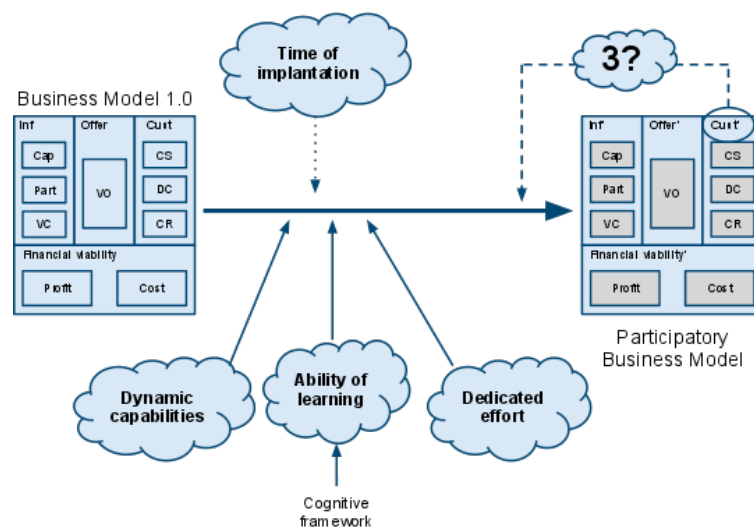 Time of
implantation
3?
Business Model 1.0
Inf
Offer
Cust
Cap
Part
VC
VO
CS
DC
CR
Financial viability
Profit
Cost
Inf'
Offer'
Cust'
Cap
Part
VC
VO
CS
DC
CR
Financial viability'
Profit
Cost
Participatory
Business Model
Dynamic
capabilities
Ability of
learning
Dedicated
effort
Cognitive
framework